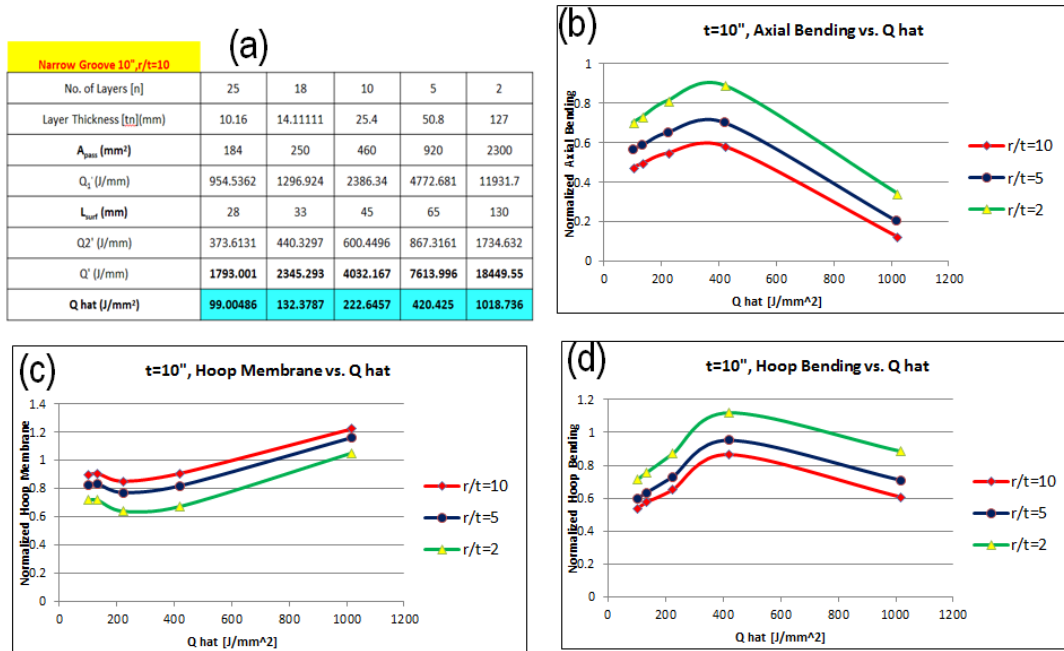 (a)
Narrow Groove 10",r/t=10
No. of Layers [n] 25 18 10 5 2
Layer Thickness [tn](mm) 10.16 14.11111 25.4 50.8 127
Apass (mm²) 184 250 460 920 2300
Q1'(J/mm) 954.5362 1296.924 2386.34 4772.681 11931.7
Lsurf (mm) 28 33 45 65 130
Q2' (J/mm) 373.6131 440.3297 600.4496 867.3161 1734.632
Q' (J/mm) 1793.001 2345.293 4032.167 7613.996 18449.55
Q hat (J/mm²) 99.00486 132.3787 222.6457 420.425 1018.736
(b)
t=10", Axial Bending vs. Q hat
Normalized Axial Bending
1
0.8
0.6
0.4
0.2
0
0 200 400 600 800 1000 1200
Q hat [J/mm^2]
r/t=10
r/t=5
r/t=2
(c)
t=10", Hoop Membrane vs. Q hat
Normalized Hoop Membrane
1.4
1.2
1
0.8
0.6
0.4
0.2
0
0 200 400 600 800 1000 1200
Q hat [J/mm^2]
r/t=10
r/t=5
r/t=2
(d)
t=10", Hoop Bending vs. Q hat
Normalized Hoop Bending
1.2
1
0.8
0.6
0.4
0.2
0
0 200 400 600 800 1000 1200
Q hat [J/mm^2]
r/t=10
r/t=5
r/t=2